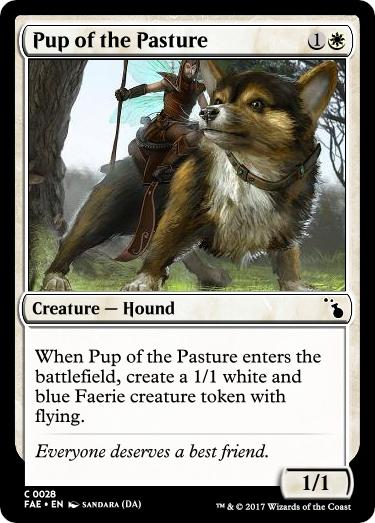 Pup of the Pasture 1
Creature — Hound
When Pup of the Pasture enters the
battlefield, create a 1/1 white and
blue Faerie creature token with
flying.
Everyone deserves a best friend.
1/1
C 0028
FAE • EN SANDARA (DA)
™ & © 2017 Wizards of the Coast